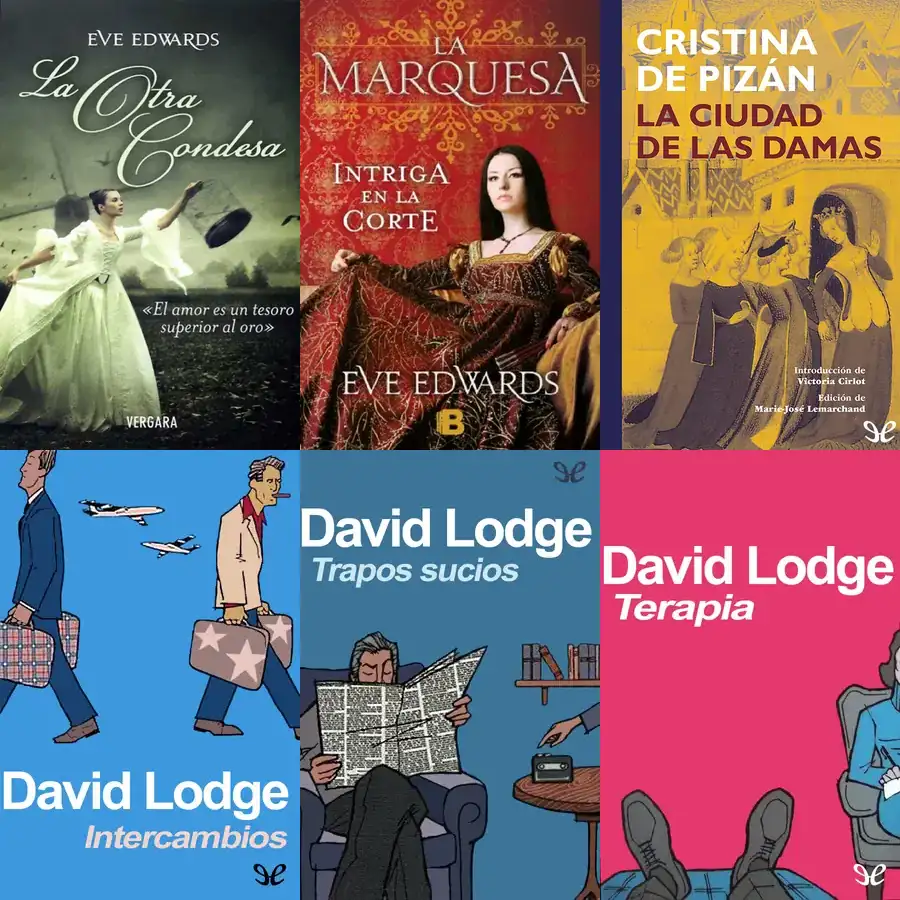 EVE EDWARDS
La Otra
Condesa
«El amor es un tesoro
superior al oro»
VERGARA
LA
MARQUESA
INTRIGA
EN LA
CORTE
EVE EDWARDS
B
CRISTINA
DE PIZÁN
LA CIUDAD
DE LAS DAMAS
Introducción de
Victoria Cirlot
Edición de
Marie-José Lemarchand
David Lodge
Intercambios
David Lodge
Trapos sucios
David Lodge
Terapia